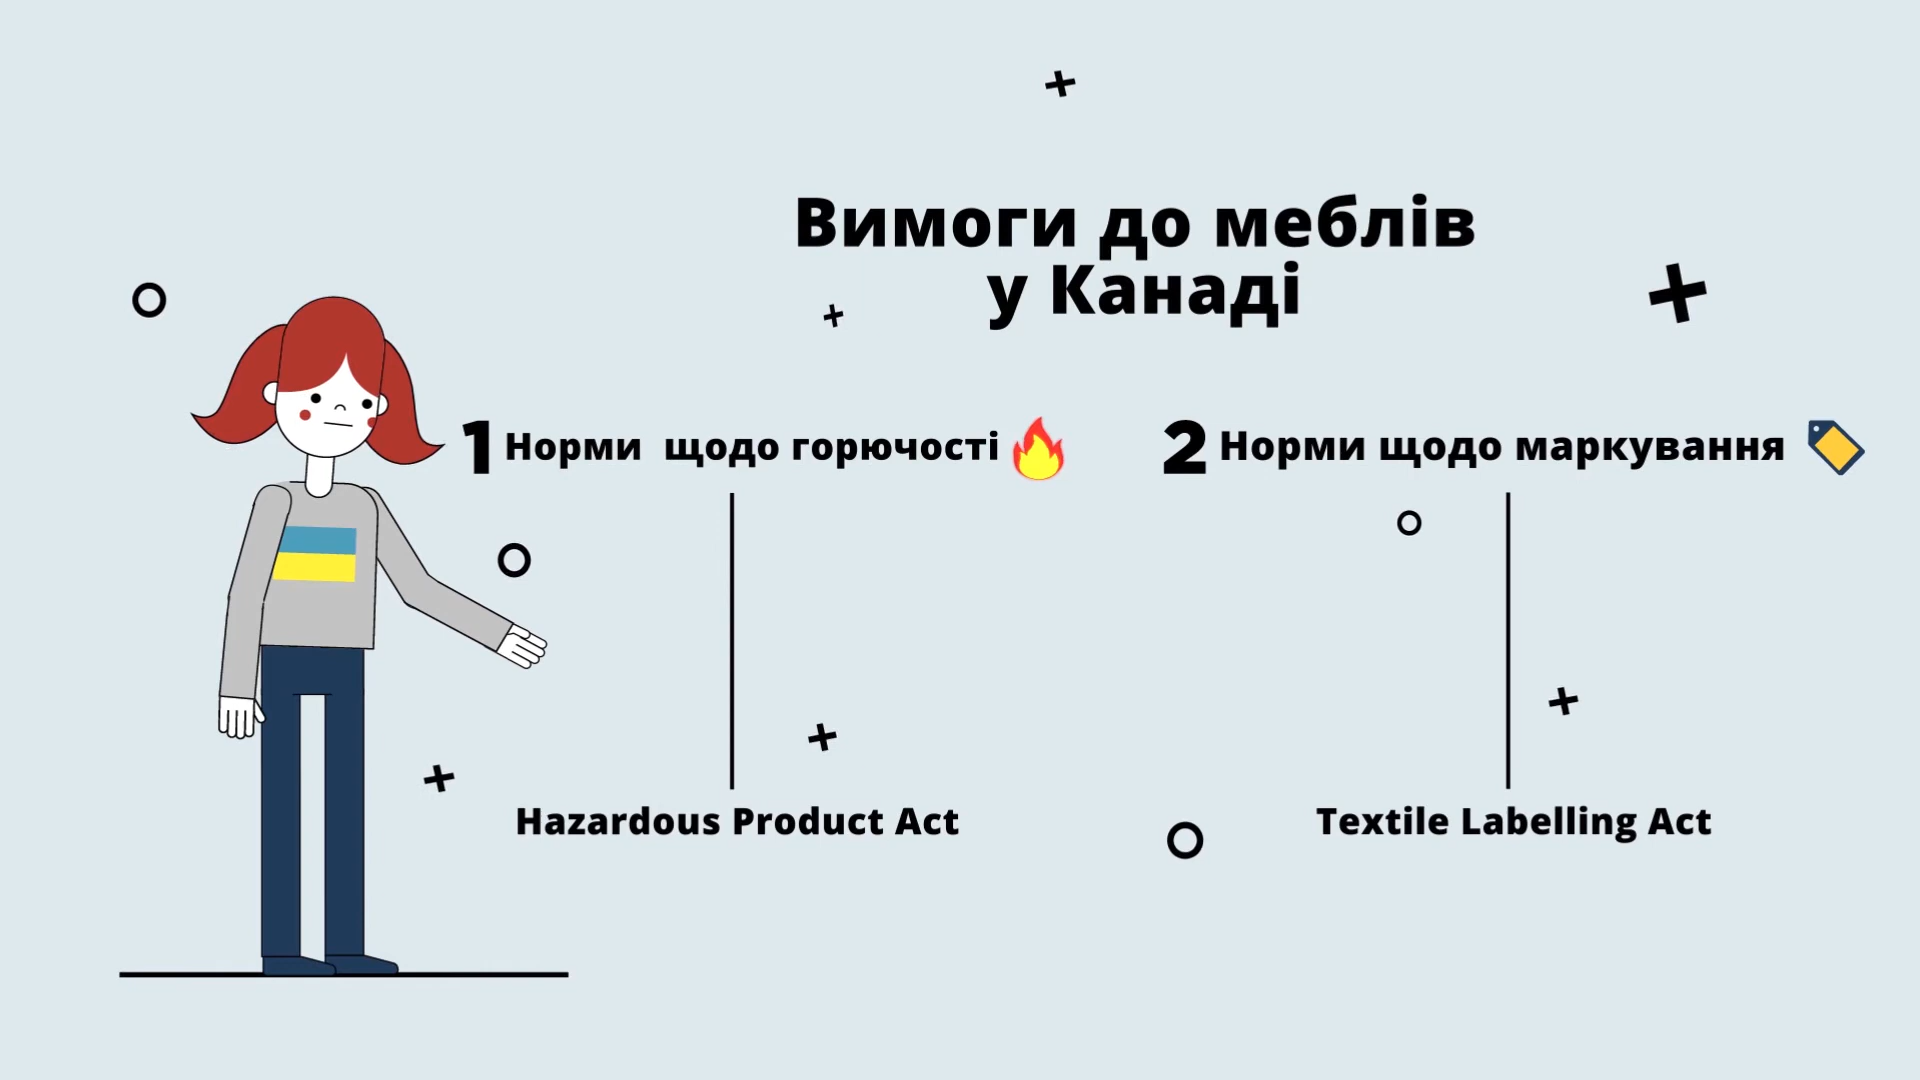 Вимоги до меблів
у Канаді
1 Норми щодо горючості
2 Норми щодо маркування
Hazardous Product Act
Textile Labelling Act